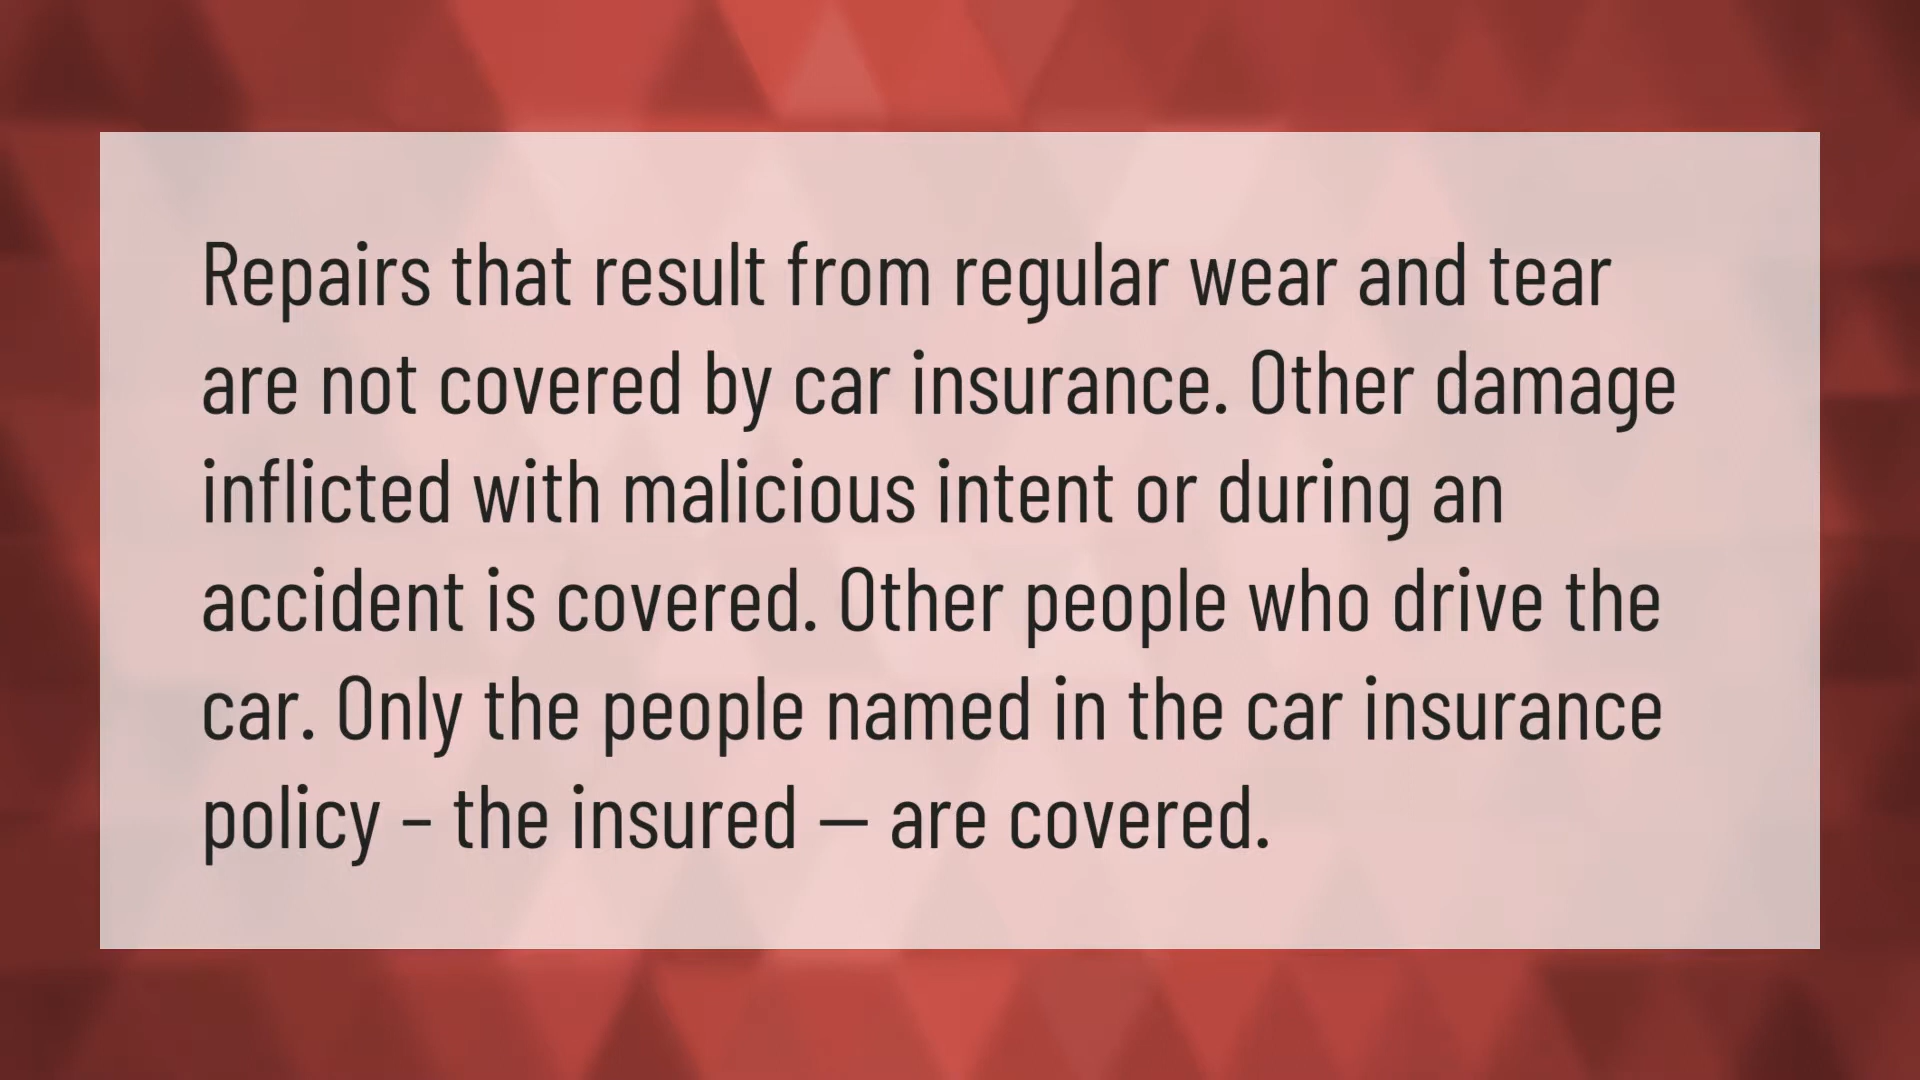 Repairs that result from regular wear and tear
are not covered by car insurance. Other damage
inflicted with malicious intent or during an
accident is covered. Other people who drive the
car. Only the people named in the car insurance
policy – the insured — are covered.